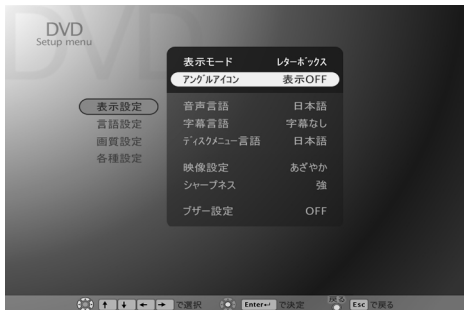 DVD
Setup menu
表示モード レターボックス
アングルアイコン 表示OFF
表示設定
言語設定
画質設定
各種設定
音声言語 日本語
字幕言語 字幕なし
ディスクメニュー言語 日本語
映像設定 あざやか
シャープネス 強
ブザー設定 OFF
↑ ↓ ← → で選択 Enter↵ で決定 戻る Esc で戻る